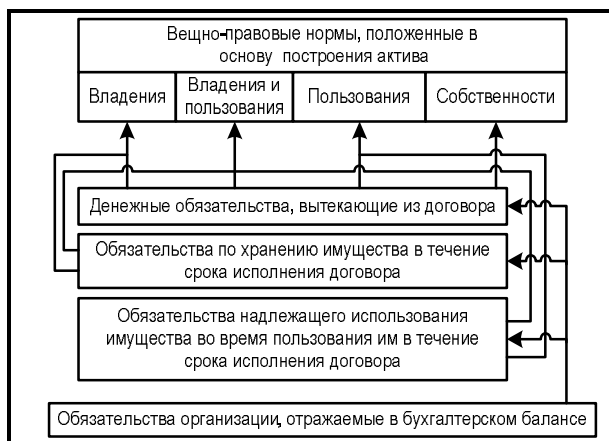 Вещно-правовые нормы, положенные в
основу построения актива
Владения
Владения и
пользования
Пользования
Собственности
Денежные обязательства, вытекающие из договора
Обязательства по хранению имущества в течение
срока исполнения договора
Обязательства надлежащего использования
имущества во время пользования им в течение
срока исполнения договора
Обязательства организации, отражаемые в бухгалтерском балансе